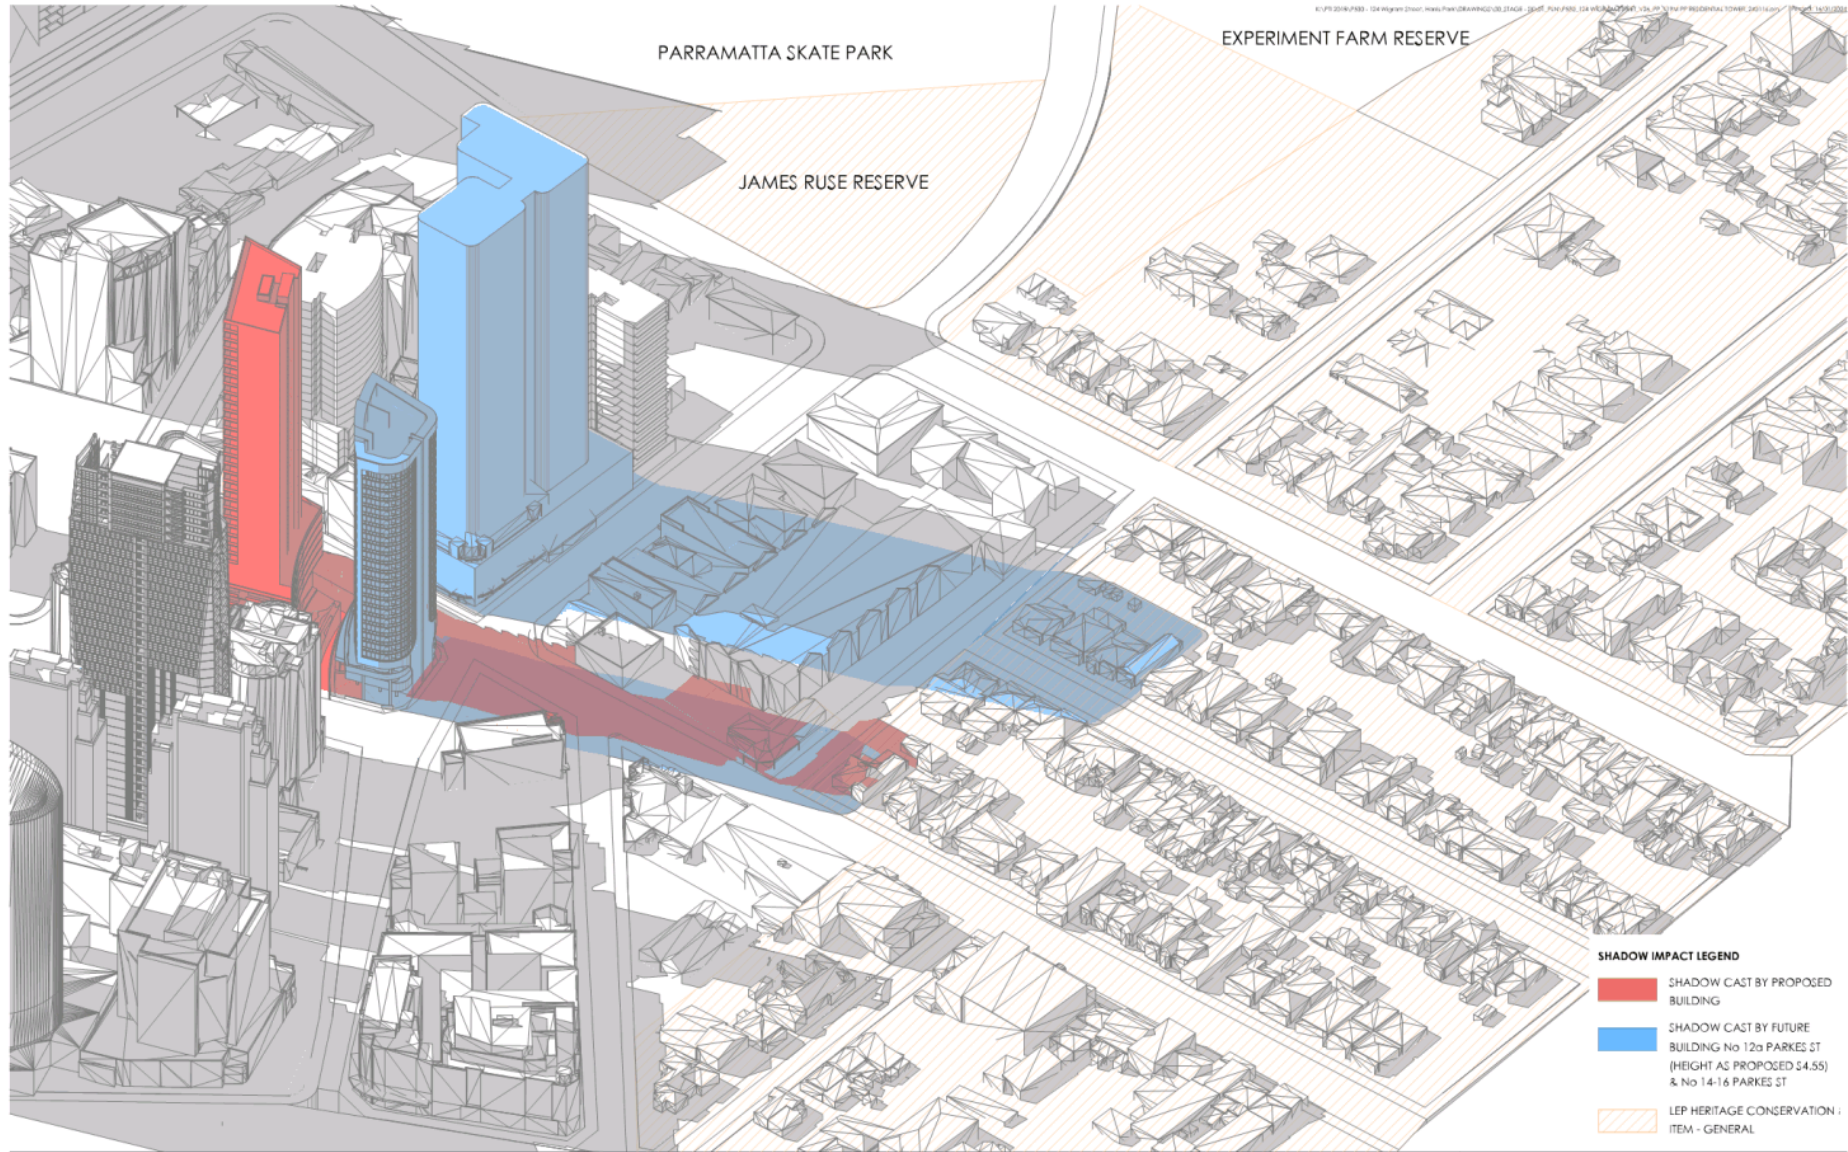 PARRAMATTA SKATE PARK
EXPERIMENT FARM RESERVE
JAMES RUSE RESERVE
SHADOW IMPACT LEGEND
SHADOW CAST BY PROPOSED
BUILDING
SHADOW CAST BY FUTURE
BUILDING No 12a PARKES ST
(HEIGHT AS PROPOSED S4.55)
& No 14-16 PARKES ST
LEP HERITAGE CONSERVATION
ITEM - GENERAL